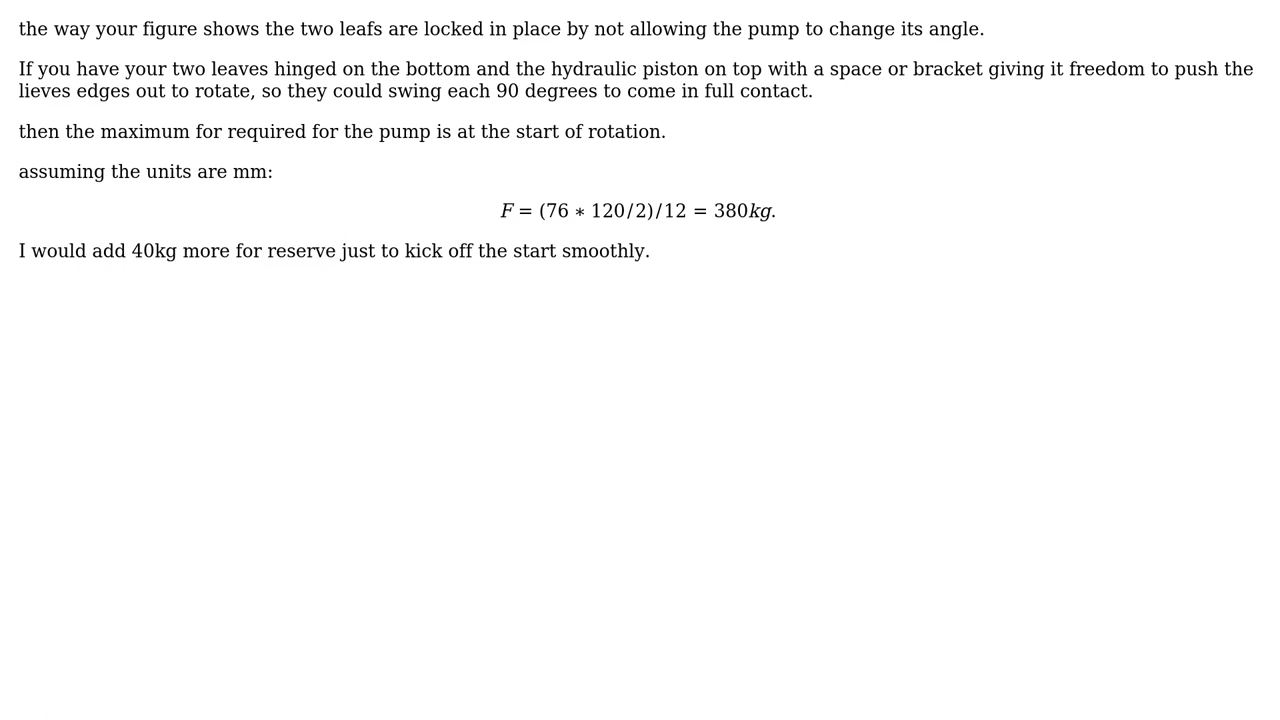 the way your figure shows the two leafs are locked in place by not allowing the pump to change its angle.
If you have your two leaves hinged on the bottom and the hydraulic piston on top with a space or bracket giving it freedom to push the
lieves edges out to rotate, so they could swing each 90 degrees to come in full contact.
then the maximum for required for the pump is at the start of rotation.
assuming the units are mm:
F = (76 ∗ 120/2)/12 = 380kg.
I would add 40kg more for reserve just to kick off the start smoothly.